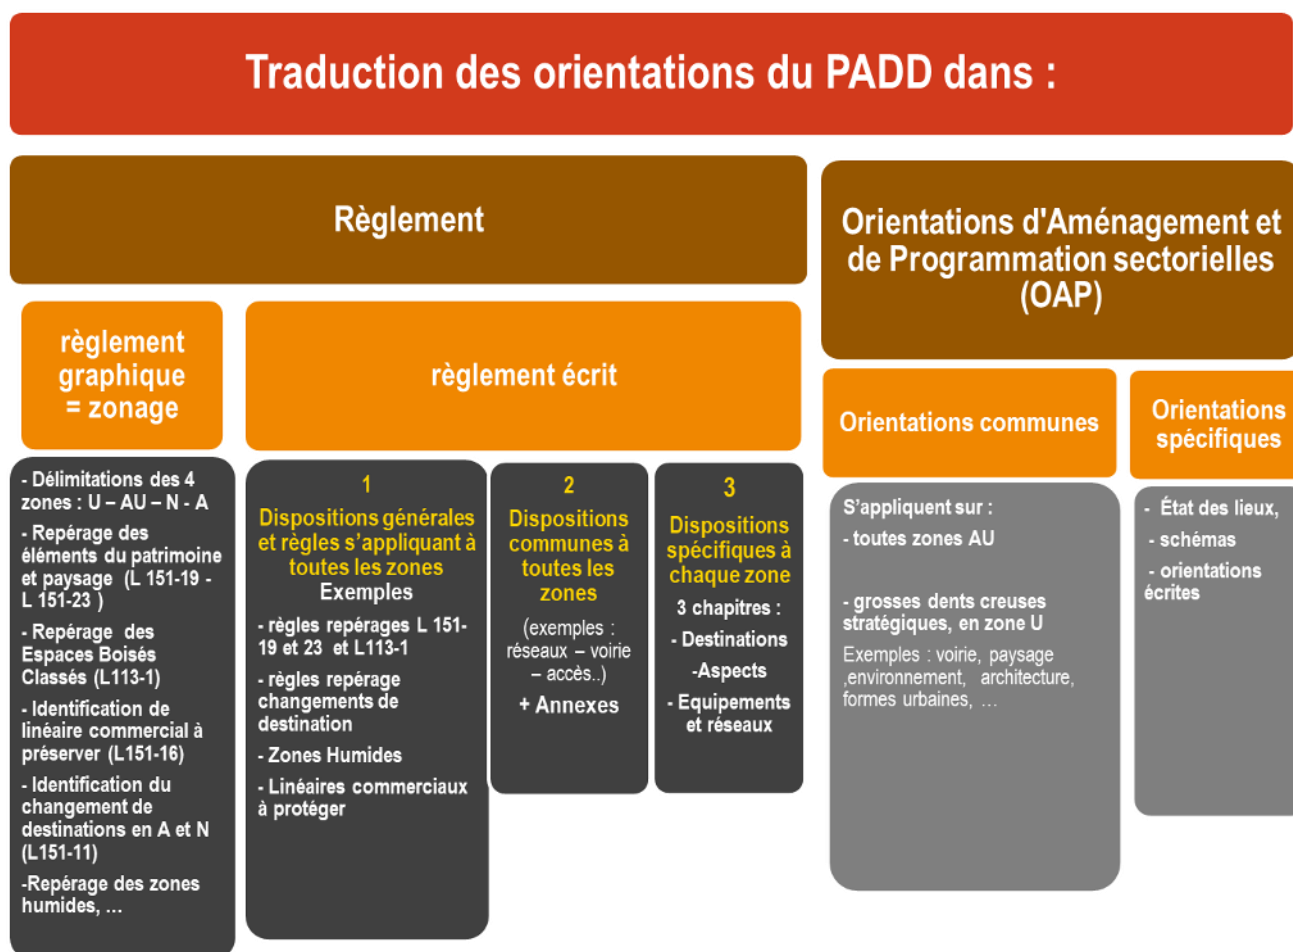 Traduction des orientations du PADD dans :
Règlement
règlement
graphique
= zonage
- Délimitations des 4
zones : U – AU – N - A
- Repérage des
éléments du patrimoine
et paysage (L 151-19 -
L 151-23 )
- Repérage des
Espaces Boisés
Classés (L113-1)
- Identification de
linéaire commercial à
préserver (L151-16)
- Identification du
changement de
destinations en A et N
(L151-11)
-Repérage des zones
humides, ...
règlement écrit
1
Dispositions générales
et règles s’appliquant à
toutes les zones
Exemples
- règles repérages L 151-
19 et 23 et L113-1
- règles repérage
changements de
destination
- Zones Humides
- Linéaires commerciaux
à protéger
2
Dispositions
communes à
toutes les
zones
(exemples :
réseaux – voirie
– accès..)
+ Annexes
3
Dispositions
spécifiques à
chaque zone
3 chapitres :
- Destinations
-Aspects
- Equipements
et réseaux
Orientations d'Aménagement et
de Programmation sectorielles
(OAP)
Orientations communes
S’appliquent sur :
- toutes zones AU
- grosses dents creuses
stratégiques, en zone U
Exemples : voirie, paysage
,environnement, architecture,
formes urbaines, ...
Orientations
spécifiques
- État des lieux,
- schémas
- orientations
écrites